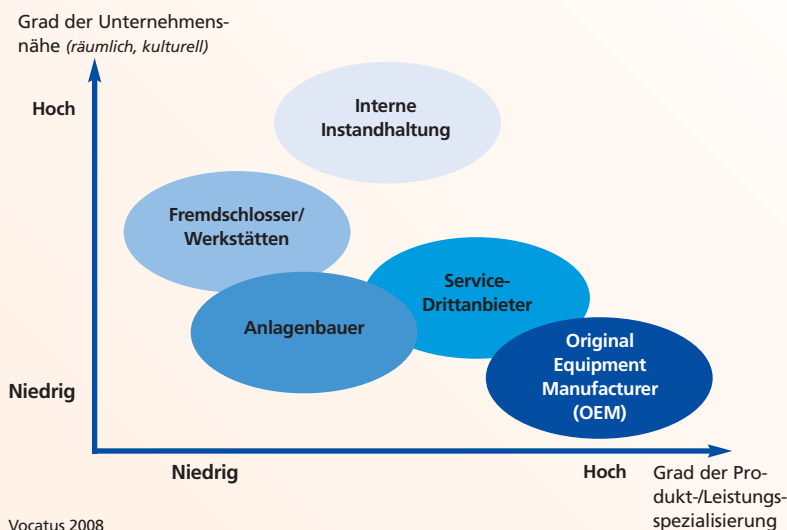 Grad der Unternehmens-
nähe (räumlich, kulturell)
Hoch
Interne
Instandhaltung
Fremdschlosser/
Werkstätten
Service-
Drittanbieter
Anlagenbauer
Original
Equipment
Manufacturer
(OEM)
Niedrig
Niedrig
Hoch
Grad der Pro-
dukt-/Leistungs-
spezialisierung
Vocatus 2008